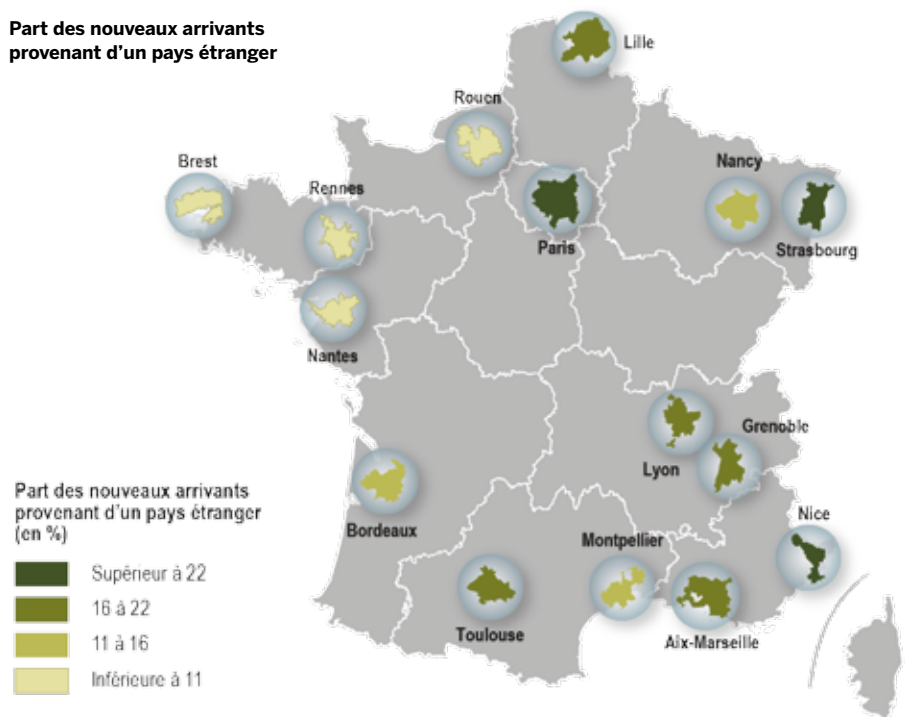 Part des nouveaux arrivants
provenant d'un pays étranger
Lille
Rouen
Brest
Rennes
Nancy
Paris
Strasbourg
Nantes
Grenoble
Lyon
Part des nouveaux arrivants
provenant d'un pays étranger
(en %)
Bordeaux
Nice
Montpellier
Supérieur à 22
16 à 22
Toulouse
Aix-Marseille
11 à 16
Inférieure à 11